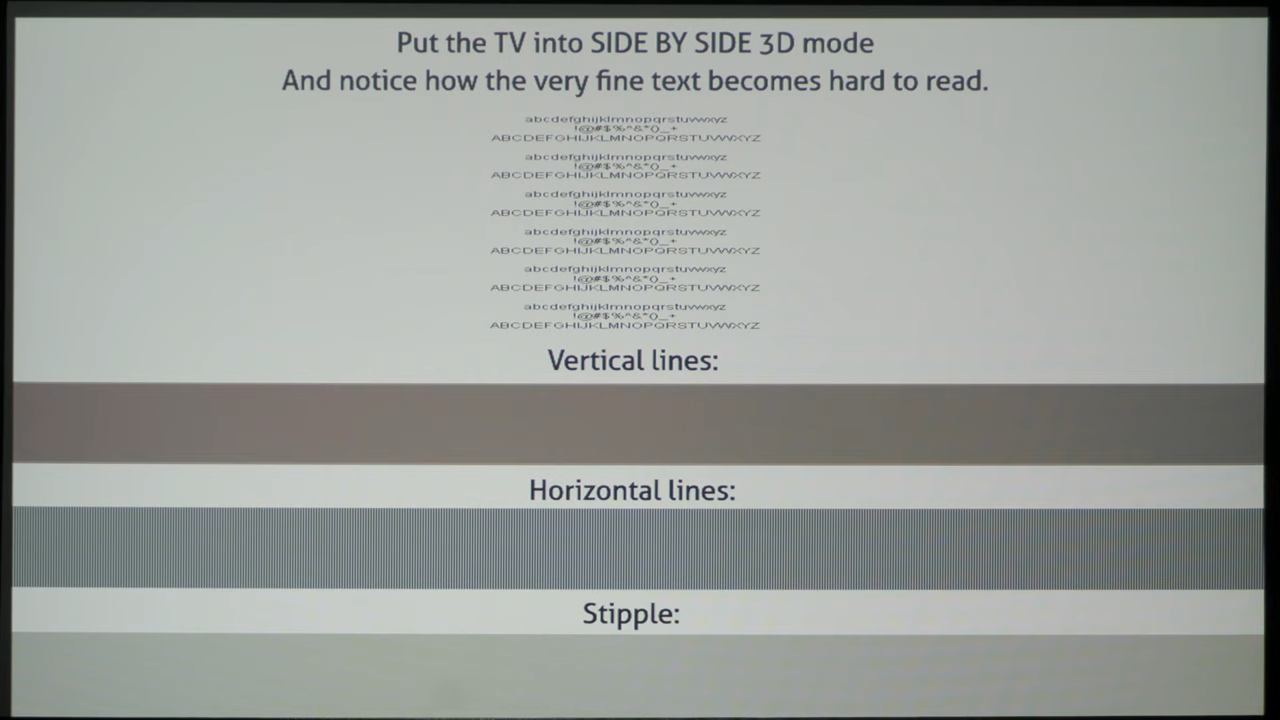 Put the TV into SIDE BY SIDE 3D mode
And notice how the very fine text becomes hard to read.
abcdefghijklmnopqrstuvwxyz
!@#$%^&*()_+
ABCDEFGHIJKLMNOPQRSTUVWXYZ
abcdefghijklmnopqrstuvwxyz
!@#$%^&*()_+
ABCDEFGHIJKLMNOPQRSTUVWXYZ
abcdefghijklmnopqrstuvwxyz
!@#$%^&*()_+
ABCDEFGHIJKLMNOPQRSTUVWXYZ
abcdefghijklmnopqrstuvwxyz
!@#$%^&*()_+
ABCDEFGHIJKLMNOPQRSTUVWXYZ
abcdefghijklmnopqrstuvwxyz
!@#$%^&*()_+
ABCDEFGHIJKLMNOPQRSTUVWXYZ
abcdefghijklmnopqrstuvwxyz
!@#$%^&*()_+
ABCDEFGHIJKLMNOPQRSTUVWXYZ
Vertical lines:
Horizontal lines:
Stipple: